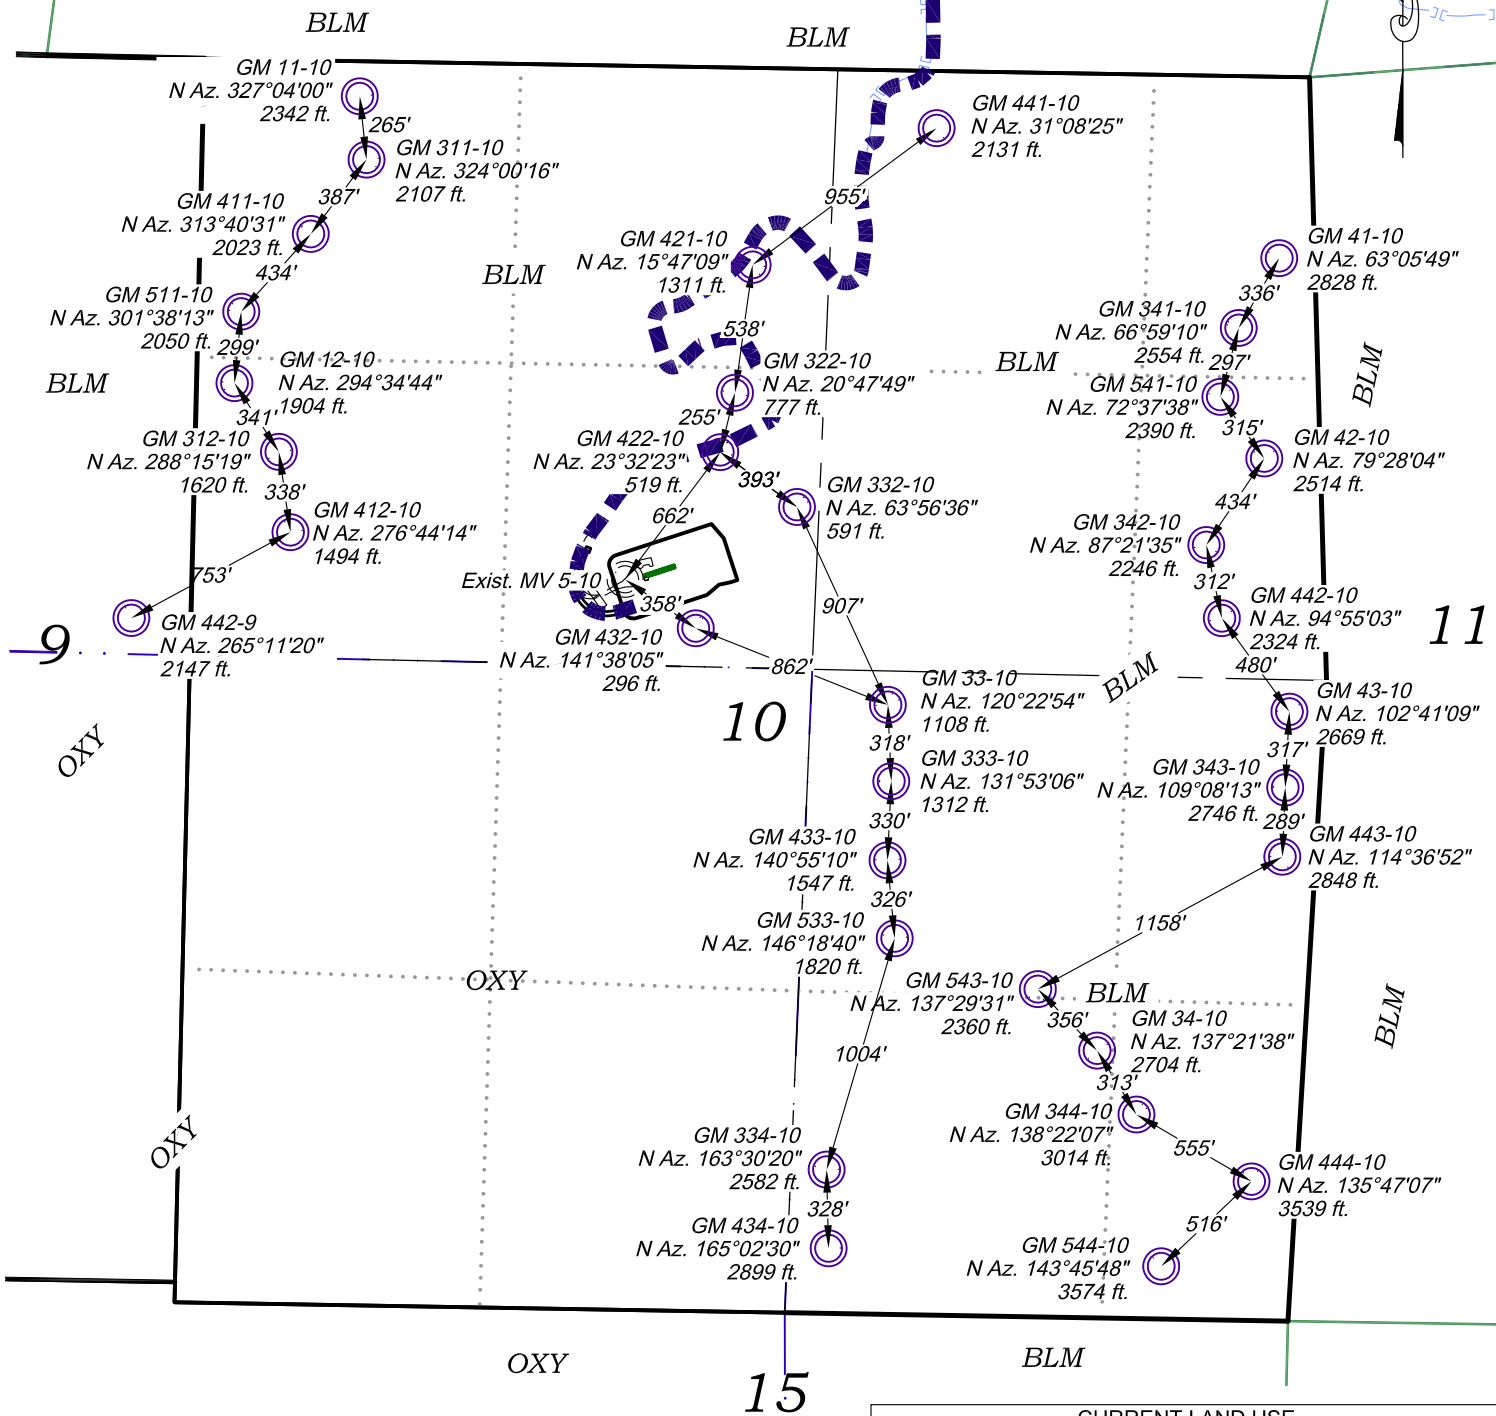 BLM
BLM
GM 11-10
N Az. 327°04'00"
2342 ft.
265'
GM 311-10
N Az. 324°00'16"
2107 ft.
387'
GM 411-10
N Az. 313°40'31"
2023 ft.
434'
GM 511-10
N Az. 301°38'13"
2050 ft.
299'
GM 12-10
N Az. 294°34'44"
1904 ft.
341'
GM 312-10
N Az. 288°15'19"
1620 ft.
338'
GM 412-10
N Az. 276°44'14"
1494 ft.
753'
GM 442-9
N Az. 265°11'20"
2147 ft.
BLM
9
OXY
OXY
BLM
GM 441-10
N Az. 31°08'25"
2131 ft.
955'
GM 421-10
N Az. 15°47'09"
1311 ft.
538'
GM 322-10
N Az. 20°47'49"
777 ft.
255'
GM 422-10
N Az. 23°32'23"
519 ft.
393'
GM 332-10
N Az. 63°56'36"
591 ft.
662'
Exist. MV 5-10
358'
GM 432-10
N Az. 141°38'05"
296 ft.
907'
862'
10
GM 33-10
N Az. 120°22'54"
1108 ft.
318'
GM 333-10
N Az. 131°53'06"
1312 ft.
330'
GM 433-10
N Az. 140°55'10"
1547 ft.
326'
GM 533-10
N Az. 146°18'40"
1820 ft.
1004'
GM 334-10
N Az. 163°30'20"
2582 ft.
328'
GM 434-10
N Az. 165°02'30"
2899 ft.
OXY
BLM
GM 41-10
N Az. 63°05'49"
2828 ft.
336'
GM 341-10
N Az. 66°59'10"
2554 ft.
297'
GM 541-10
N Az. 72°37'38"
2390 ft.
315'
GM 42-10
N Az. 79°28'04"
2514 ft.
434'
GM 342-10
N Az. 87°21'35"
2246 ft.
312'
GM 442-10
N Az. 94°55'03"
2324 ft.
480'
BLM
GM 43-10
N Az. 102°41'09"
2669 ft.
317'
GM 343-10
N Az. 109°08'13"
2746 ft.
289'
GM 443-10
N Az. 114°36'52"
2848 ft.
1158'
GM 543-10
N Az. 137°29'31"
2360 ft.
BLM
356'
GM 34-10
N Az. 137°21'38"
2704 ft.
313'
GM 344-10
N Az. 138°22'07"
3014 ft.
555'
GM 444-10
N Az. 135°47'07"
3539 ft.
516'
GM 544-10
N Az. 143°45'48"
3574 ft.
BLM
11
BLM
OXY
BLM
15
CURRENT LAND USE